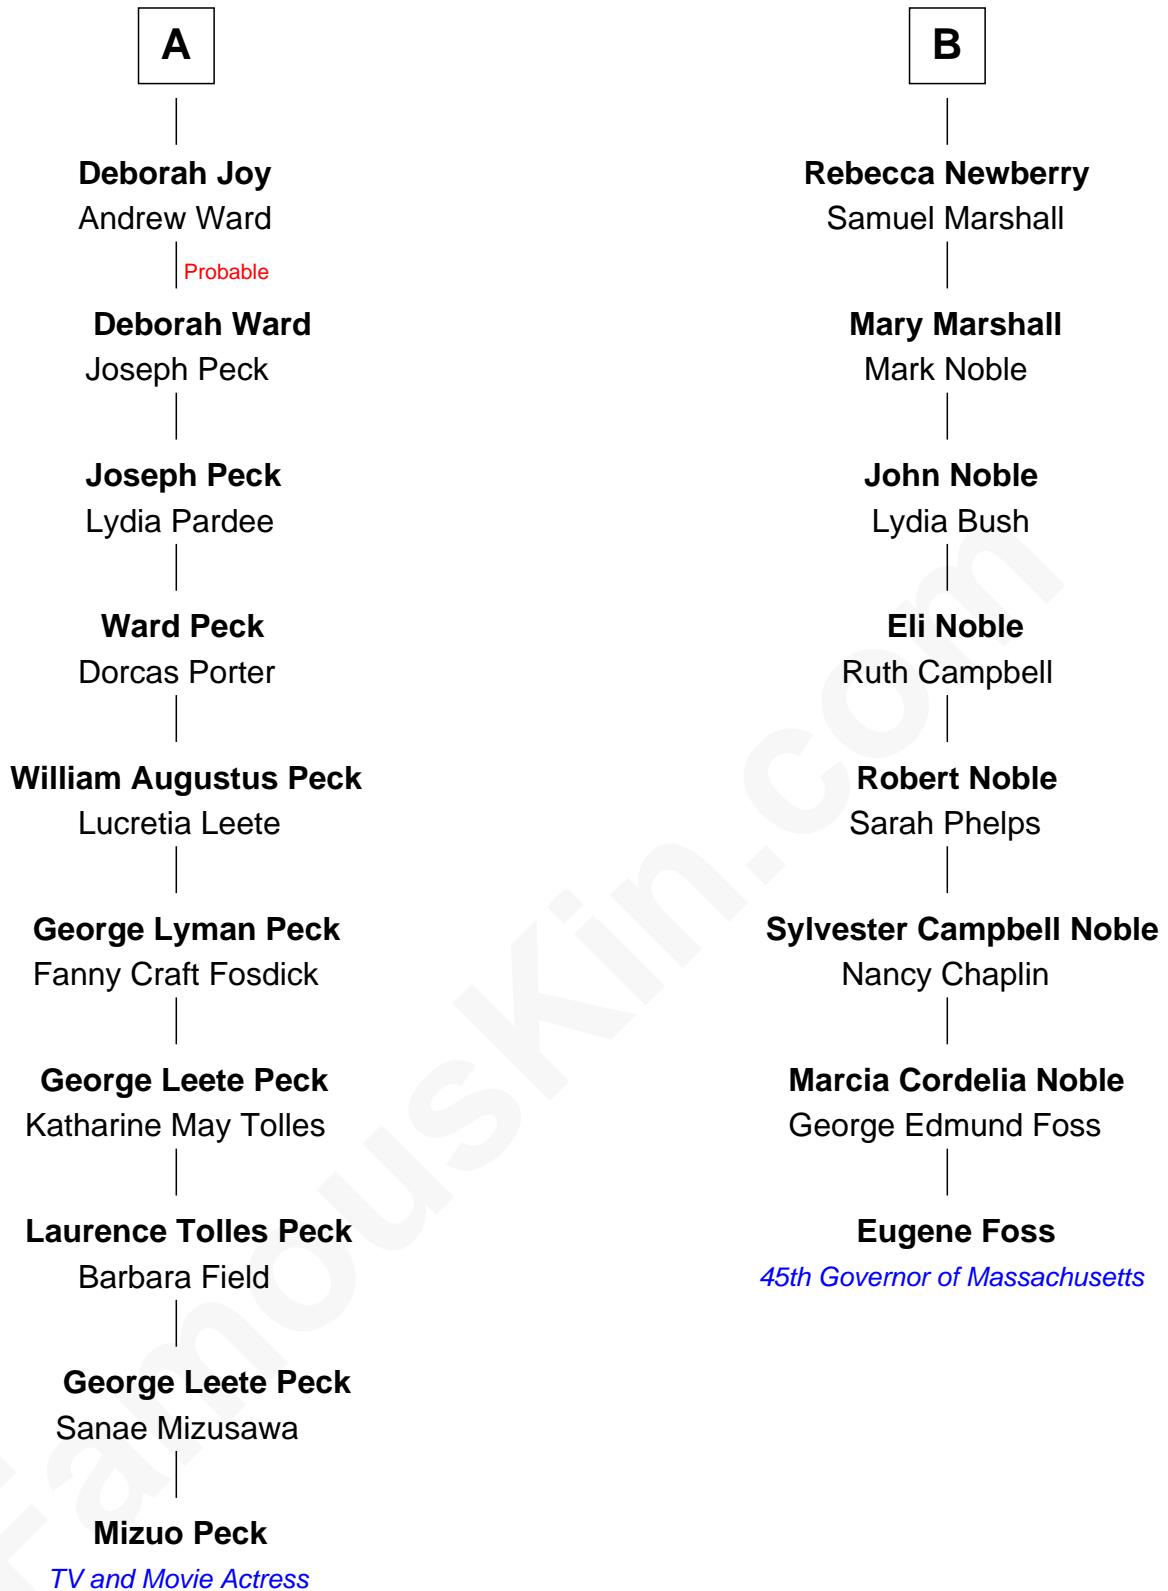 A
Deborah Joy
Andrew Ward
Probable
Deborah Ward
Joseph Peck
Joseph Peck
Lydia Pardee
Ward Peck
Dorcas Porter
William Augustus Peck
Lucretia Leete
George Lyman Peck
Fanny Craft Fosdick
George Leete Peck
Katharine May Tolles
Laurence Tolles Peck
Barbara Field
George Leete Peck
Sanae Mizusawa
Mizuo Peck
TV and Movie Actress
B
Rebecca Newberry
Samuel Marshall
Mary Marshall
Mark Noble
John Noble
Lydia Bush
Eli Noble
Ruth Campbell
Robert Noble
Sarah Phelps
Sylvester Campbell Noble
Nancy Chaplin
Marcia Cordelia Noble
George Edmund Foss
Eugene Foss
45th Governor of Massachusetts
FamousKin.com